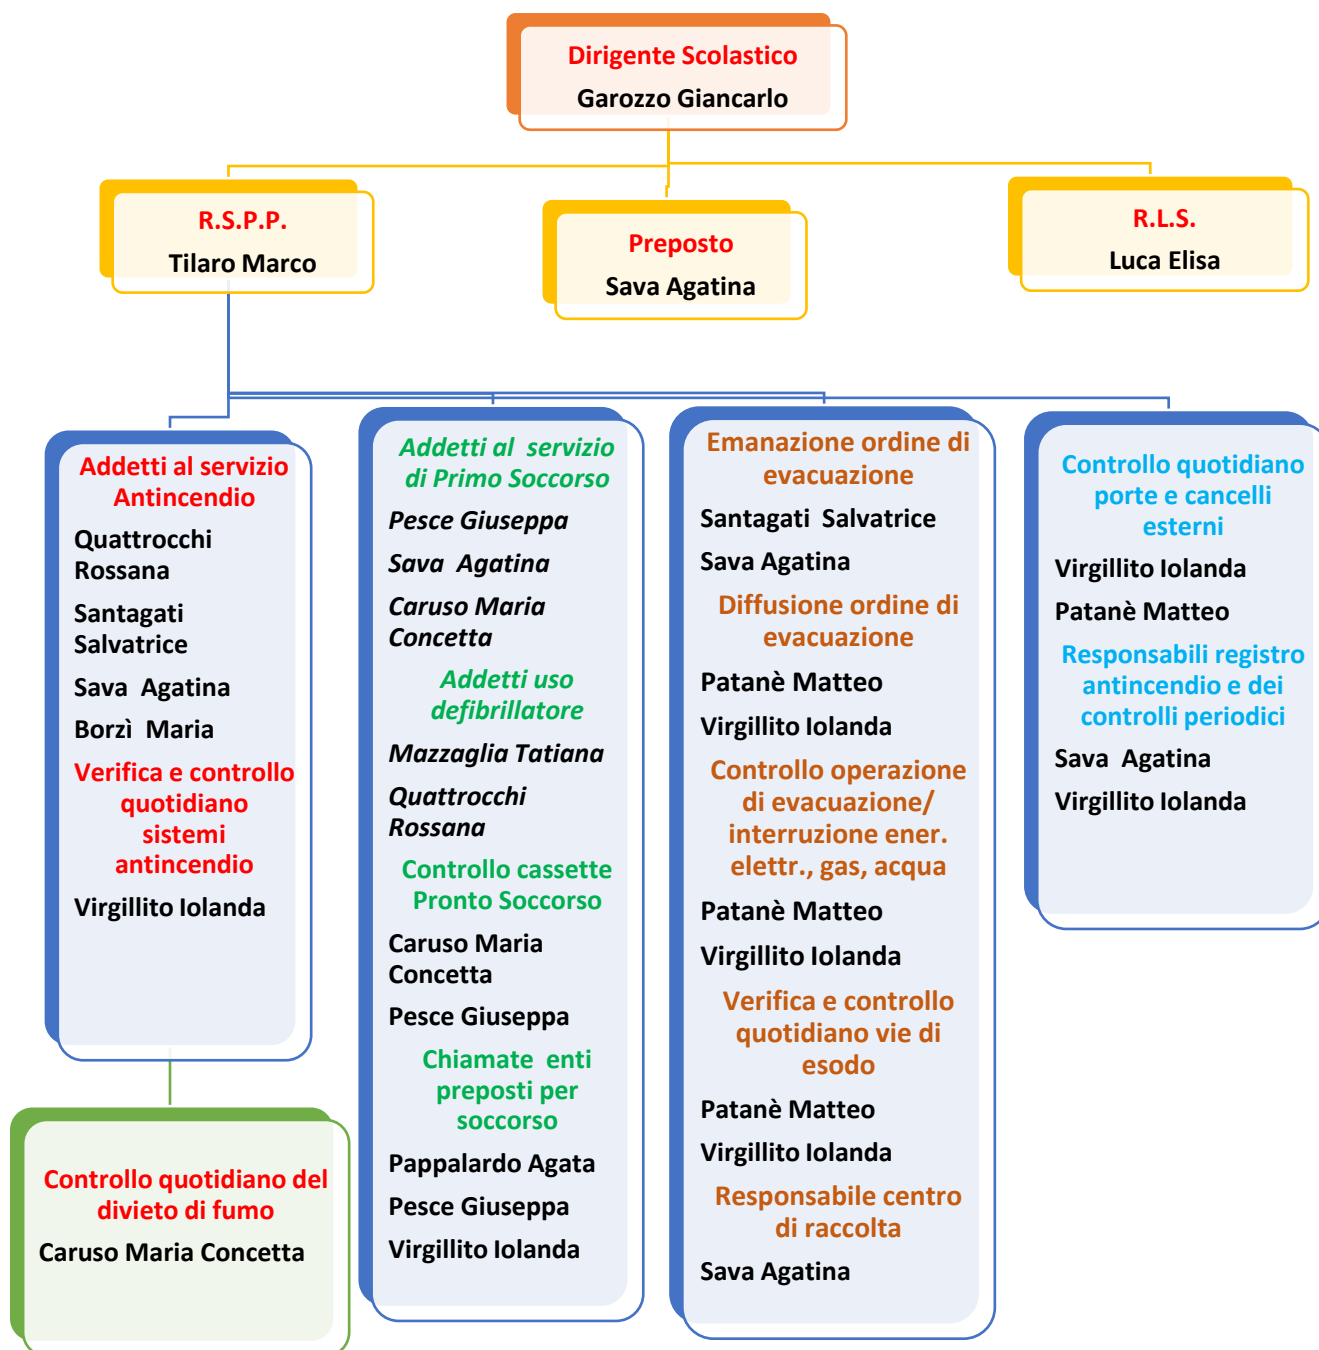 Dirigente Scolastico
Garozzo Giancarlo
R.S.P.P.
Tilaro Marco
Preposto
Sava Agatina
R.L.S.
Luca Elisa
Addetti al servizio
Antincendio
Quattrocchi
Rossana
Santagati
Salvatrice
Sava  Agatina
Borzì  Maria
Verifica e controllo
quotidiano
sistemi
antincendio
Virgillito Iolanda
Controllo quotidiano del
divieto di fumo
Caruso Maria Concetta
Addetti al  servizio
di Primo Soccorso
Pesce Giuseppa
Sava  Agatina
Caruso Maria
Concetta
Addetti uso
defibrillatore
Mazzaglia Tatiana
Quattrocchi
Rossana
Controllo cassette
Pronto Soccorso
Caruso Maria
Concetta
Pesce Giuseppa
Chiamate  enti
preposti per
soccorso
Pappalardo Agata
Pesce Giuseppa
Virgillito Iolanda
Emanazione ordine di
evacuazione
Santagati  Salvatrice
Sava Agatina
Diffusione ordine di
evacuazione
Patanè Matteo
Virgillito Iolanda
Controllo operazione
di evacuazione/
interruzione ener.
elettr., gas, acqua
Patanè Matteo
Virgillito Iolanda
Verifica e controllo
quotidiano vie di
esodo
Patanè Matteo
Virgillito Iolanda
Responsabile centro
di raccolta
Sava Agatina
Controllo quotidiano
porte e cancelli
esterni
Virgillito Iolanda
Patanè Matteo
Responsabili registro
antincendio e dei
controlli periodici
Sava  Agatina
Virgillito Iolanda